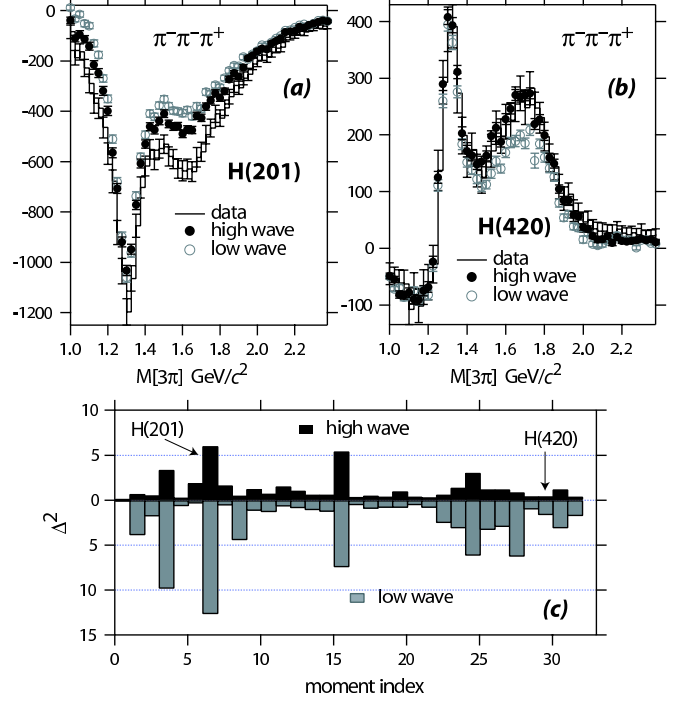 0
-200
-400
-600
-800
-1000
-1200
π⁻π⁻π⁺
(a)
H(201)
data
high wave
low wave
1.0 1.2 1.4 1.6 1.8 2.0 2.2
M[3π] GeV/c²
400
300
200
100
0
-100
π⁻π⁻π⁺
(b)
H(420)
data
high wave
low wave
1.0 1.2 1.4 1.6 1.8 2.0 2.2
M[3π] GeV/c²
10
5
0
5
10
15
Δ²
H(201)
high wave
H(420)
low wave
(c)
0 5 10 15 20 25 30
moment index